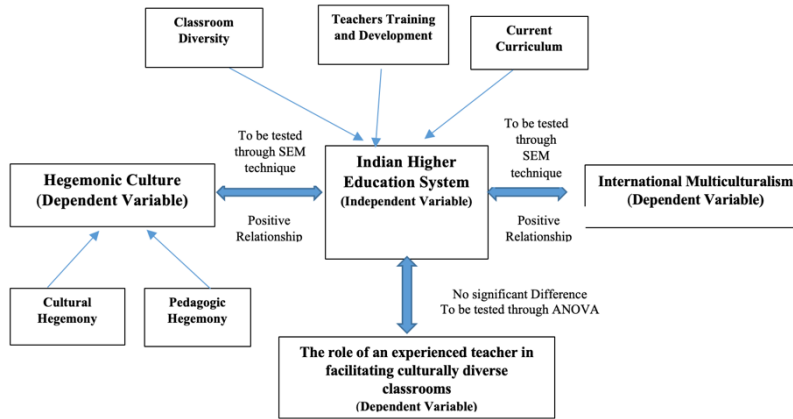 Classroom
Diversity
Teachers Training
and Development
Current
Curriculum
To be tested
through SEM
technique
To be tested
through
SEM
technique
Hegemonic Culture
(Dependent Variable)
Indian Higher
Education System
(Independent Variable)
International Multiculturalism
(Dependent Variable)
Positive
Relationship
Positive
Relationship
Cultural
Hegemony
Pedagogic
Hegemony
No significant Difference
To be tested through ANOVA
The role of an experienced teacher in
facilitating culturally diverse
classrooms
(Dependent Variable)